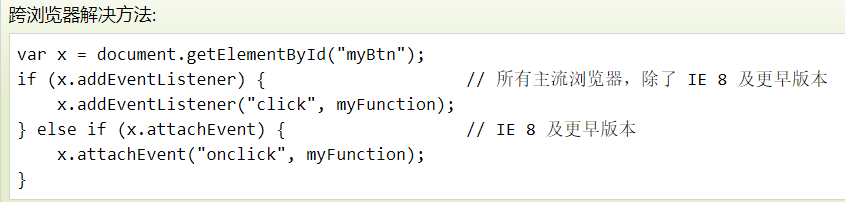 跨浏览器解决方法:
var x = document.getElementById("myBtn");
if (x.addEventListener) {                    // 所有主流浏览器，除了 IE 8 及更早版本
    x.addEventListener("click", myFunction);
} else if (x.attachEvent) {                  // IE 8 及更早版本
    x.attachEvent("onclick", myFunction);
}